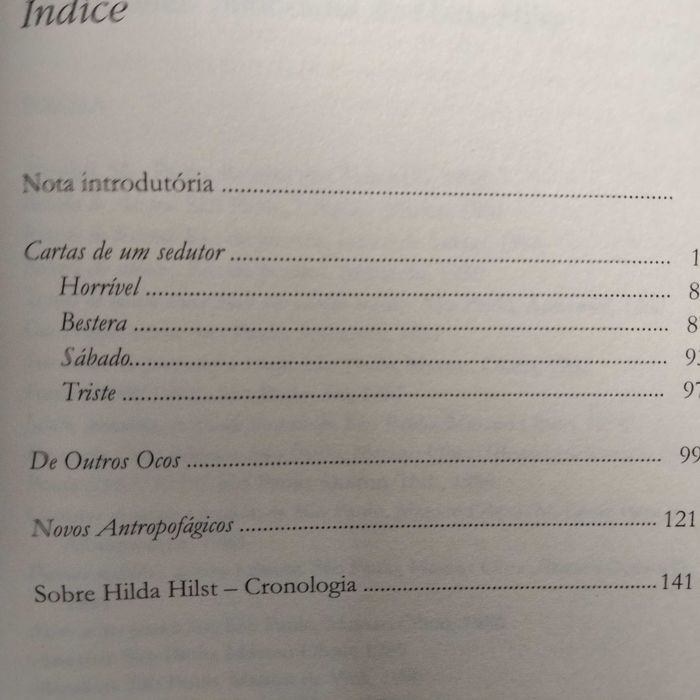 Índice
Nota introdutória ........................................................................
Cartas de um sedutor ........................................................................ 1
Horrível ........................................................................ 8
Bestera ........................................................................ 8
Sábado........................................................................ 9
Triste ........................................................................ 97
De Outros Ocos ........................................................................ 99
Novos Antropofágicos ........................................................................ 121
Sobre Hilda Hilst – Cronologia ........................................................................ 141